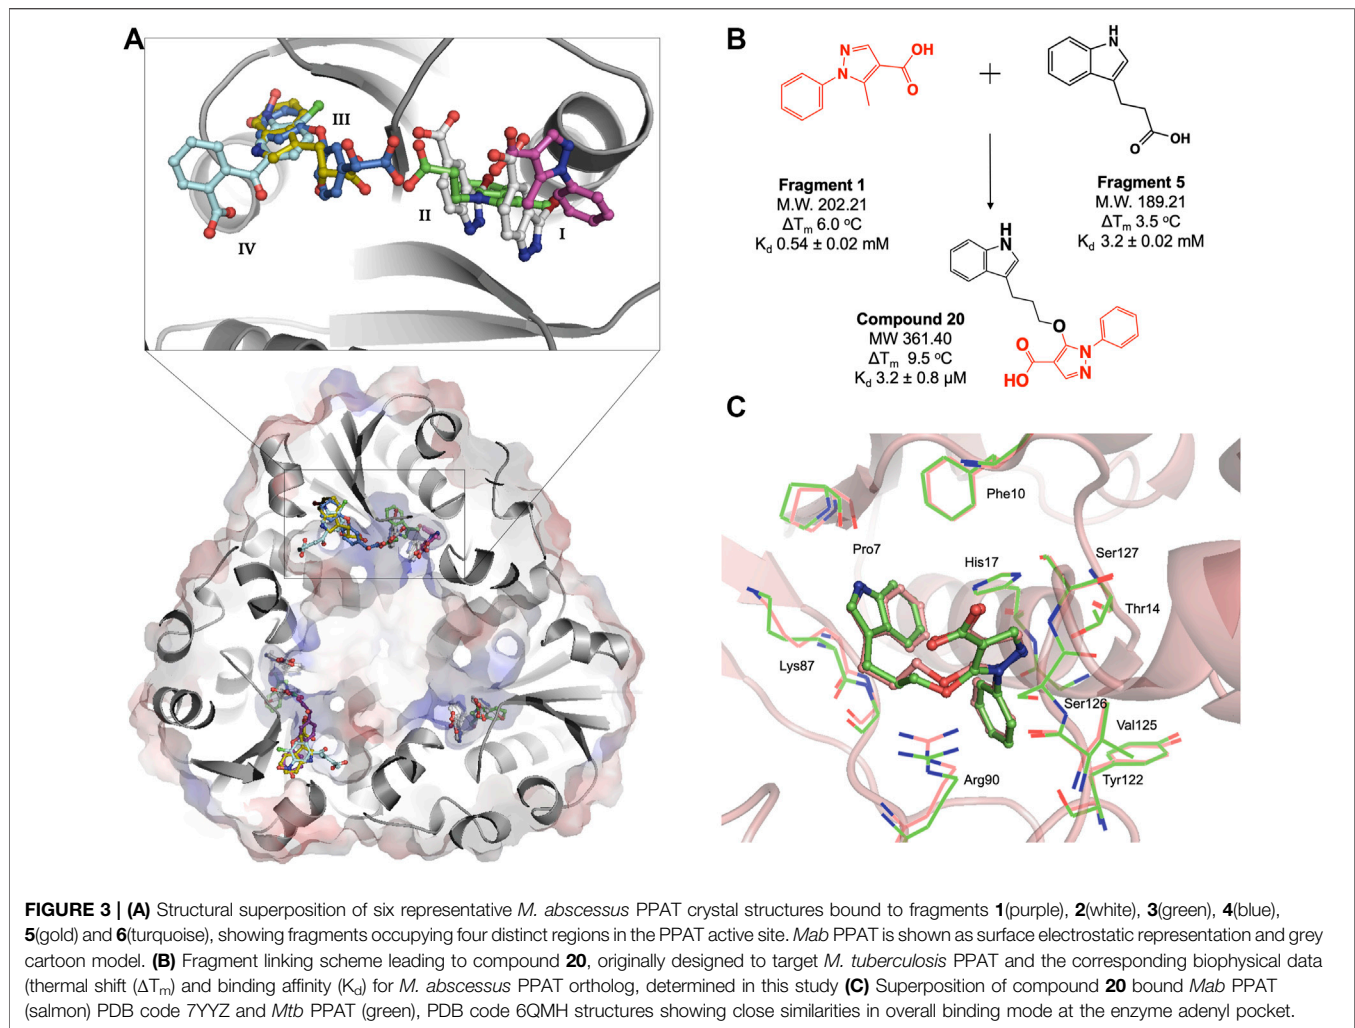 A
III
II
I
IV
B
N
N
OH
O
+
H
N
O
OH
Fragment 1
M.W. 202.21
ΔTm 6.0 °C
Kd 0.54 ± 0.02 mM
Fragment 5
M.W. 189.21
ΔTm 3.5 °C
Kd 3.2 ± 0.02 mM
H
N
Compound 20
MW 361.40
ΔTm 9.5 °C
Kd 3.2 ± 0.8 µM
O
O
HO
N
N
C
Phe10
Pro7
His17
Ser127
Thr14
Lys87
Ser126
Val125
Arg90
Tyr122
FIGURE 3 | (A) Structural superposition of six representative M. abscessus PPAT crystal structures bound to fragments 1(purple), 2(white), 3(green), 4(blue),
5(gold) and 6(turquoise), showing fragments occupying four distinct regions in the PPAT active site. Mab PPAT is shown as surface electrostatic representation and grey
cartoon model. (B) Fragment linking scheme leading to compound 20, originally designed to target M. tuberculosis PPAT and the corresponding biophysical data
(thermal shift (ΔTm) and binding affinity (Kd) for M. abscessus PPAT ortholog, determined in this study (C) Superposition of compound 20 bound Mab PPAT
(salmon) PDB code 7YYZ and Mtb PPAT (green), PDB code 6QMH structures showing close similarities in overall binding mode at the enzyme adenyl pocket.